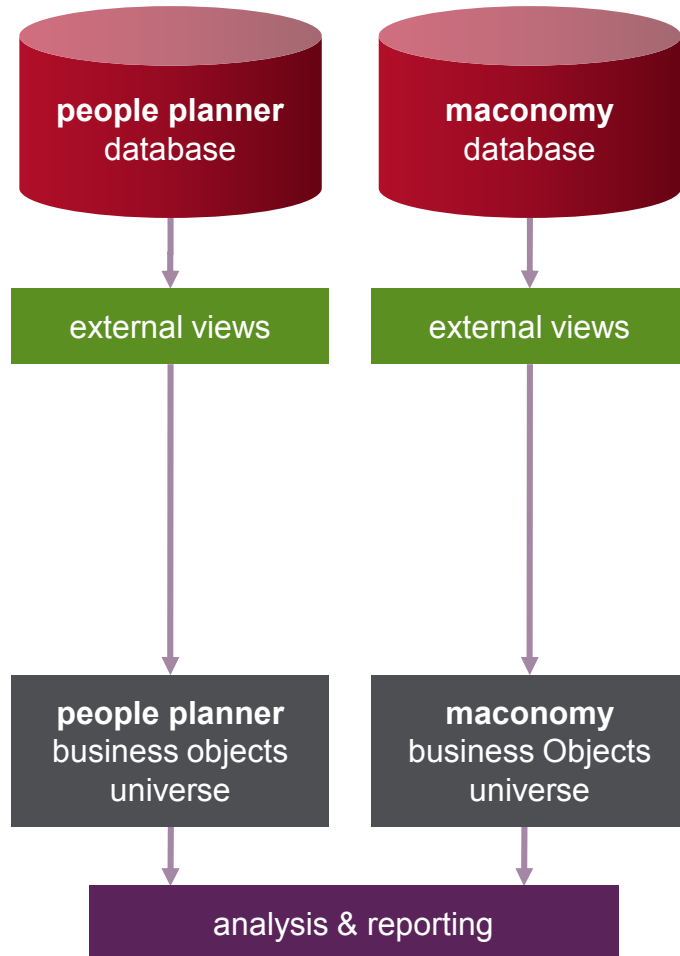 people planner
database
maconomy
database
external views
external views
people planner
business objects
universe
maconomy
business Objects
universe
analysis & reporting